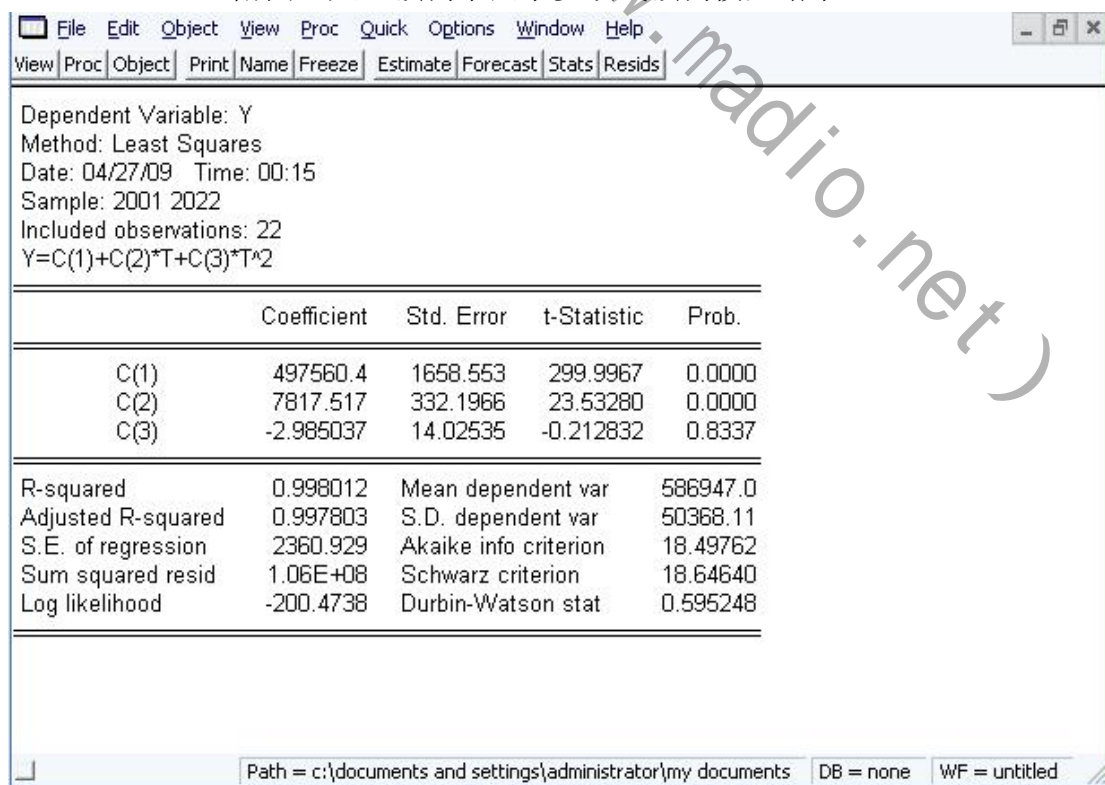 File Edit Object View Proc Quick Options Window Help
View Proc Object Print Name Freeze Estimate Forecast Stats Resids
Dependent Variable: Y
Method: Least Squares
Date: 04/27/09 Time: 00:15
Sample: 2001 2022
Included observations: 22
Y=C(1)+C(2)*T+C(3)*T^2
Coefficient Std. Error t-Statistic Prob.
C(1) 497560.4 1658.553 299.9967 0.0000
C(2) 7817.517 332.1966 23.53280 0.0000
C(3) -2.985037 14.02535 -0.212832 0.8337
R-squared 0.998012 Mean dependent var 586947.0
Adjusted R-squared 0.997803 S.D. dependent var 50368.11
S.E. of regression 2360.929 Akaike info criterion 18.49762
Sum squared resid 1.06E+08 Schwarz criterion 18.64640
Log likelihood -200.4738 Durbin-Watson stat 0.595248
Path = c:\documents and settings\administrator\my documents DB = none WF = untitled
.madio.net)